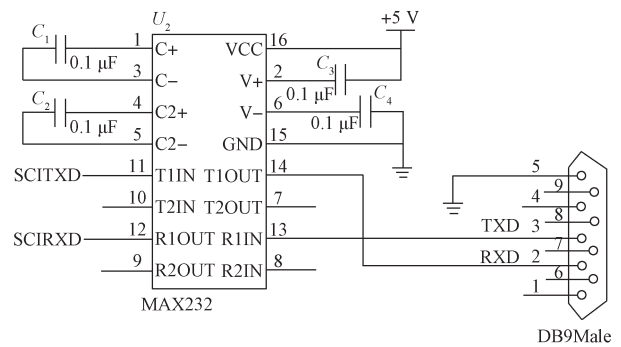 U2
+5 V
C1
0.1 µF
1 C+
3 C−
C2
0.1 µF
4 C2+
5 C2−
SCITXD 11 T1IN
10 T2IN
SCIRXD 12 R1OUT
9 R2OUT
VCC 16
V+ 2
C3
0.1 µF
V− 6
C4
0.1 µF
GND 15
T1OUT 14
T2OUT 7
R1IN 13
R2IN 8
MAX232
5
9
4
8
TXD 3
7
RXD 2
6
1
DB9Male